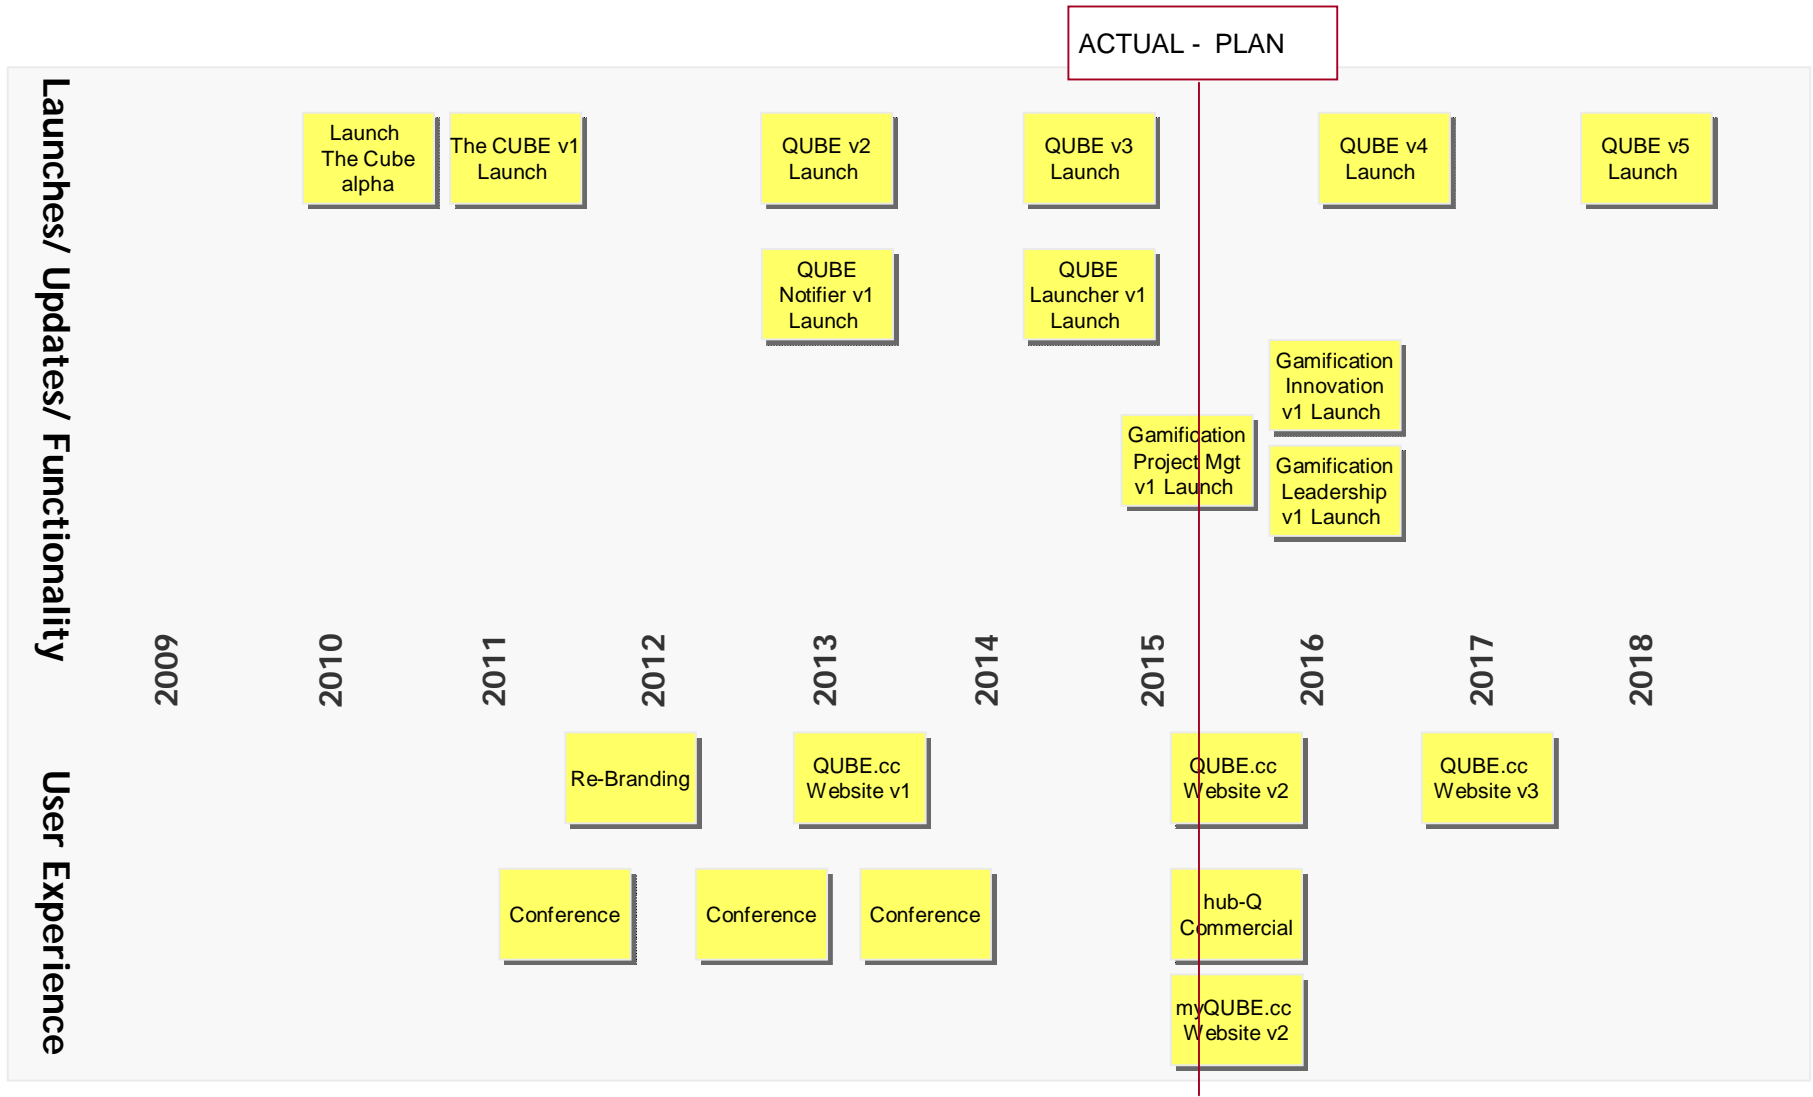 ACTUAL - PLAN
Launches/ Updates/ Functionality
Launch
The Cube
alpha
The CUBE v1
Launch
QUBE v2
Launch
QUBE v3
Launch
QUBE v4
Launch
QUBE v5
Launch
QUBE
Notifier v1
Launch
QUBE
Launcher v1
Launch
Gamification
Innovation
v1 Launch
Gamification
Project Mgt
v1 Launch
Gamification
Leadership
v1 Launch
2009
2010
2011
2012
2013
2014
2015
2016
2017
2018
User Experience
Re-Branding
QUBE.cc
Website v1
QUBE.cc
Website v2
QUBE.cc
Website v3
Conference
Conference
Conference
hub-Q
Commercial
myQUBE.cc
Website v2